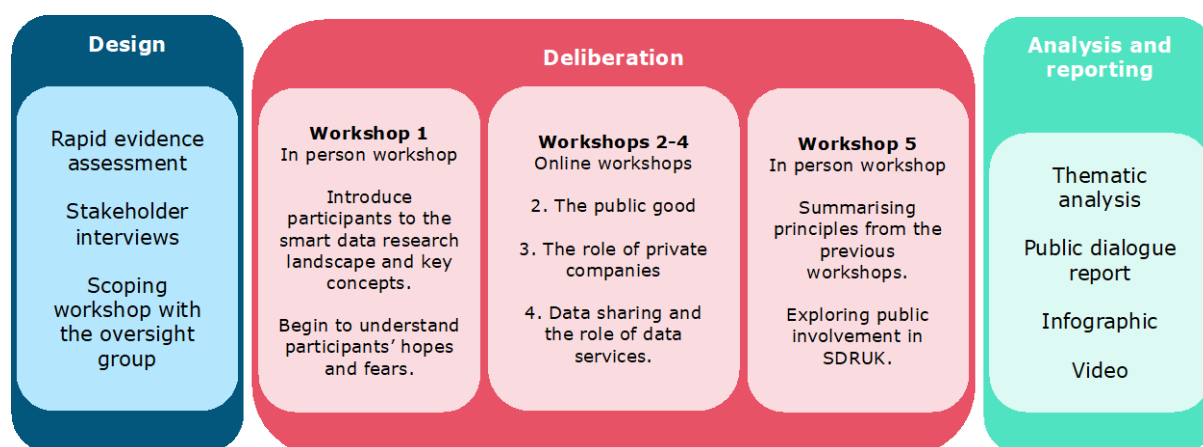 Design
Rapid evidence
assessment
Stakeholder
interviews
Scoping
workshop with
the oversight
group
Deliberation
Workshop 1
In person workshop
Introduce
participants to the
smart data research
landscape and key
concepts.
Begin to understand
participants’ hopes
and fears.
Workshops 2-4
Online workshops
2. The public good
3. The role of private
companies
4. Data sharing and
the role of data
services.
Workshop 5
In person workshop
Summarising
principles from the
previous
workshops.
Exploring public
involvement in
SDRUK.
Analysis and
reporting
Thematic
analysis
Public dialogue
report
Infographic
Video